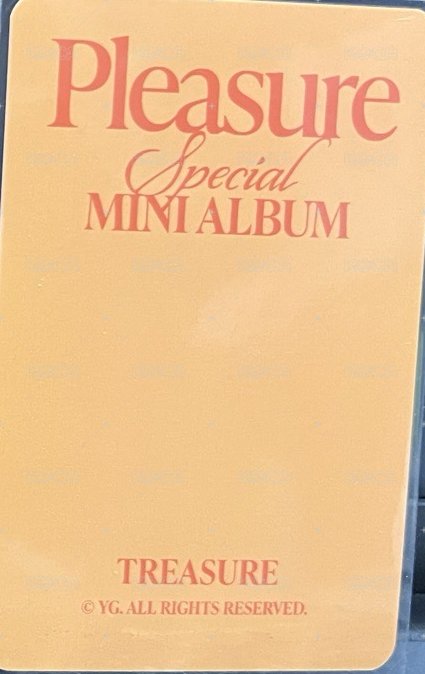 Pleasure
Special
MINI ALBUM
TREASURE
© YG. ALL RIGHTS RESERVED.